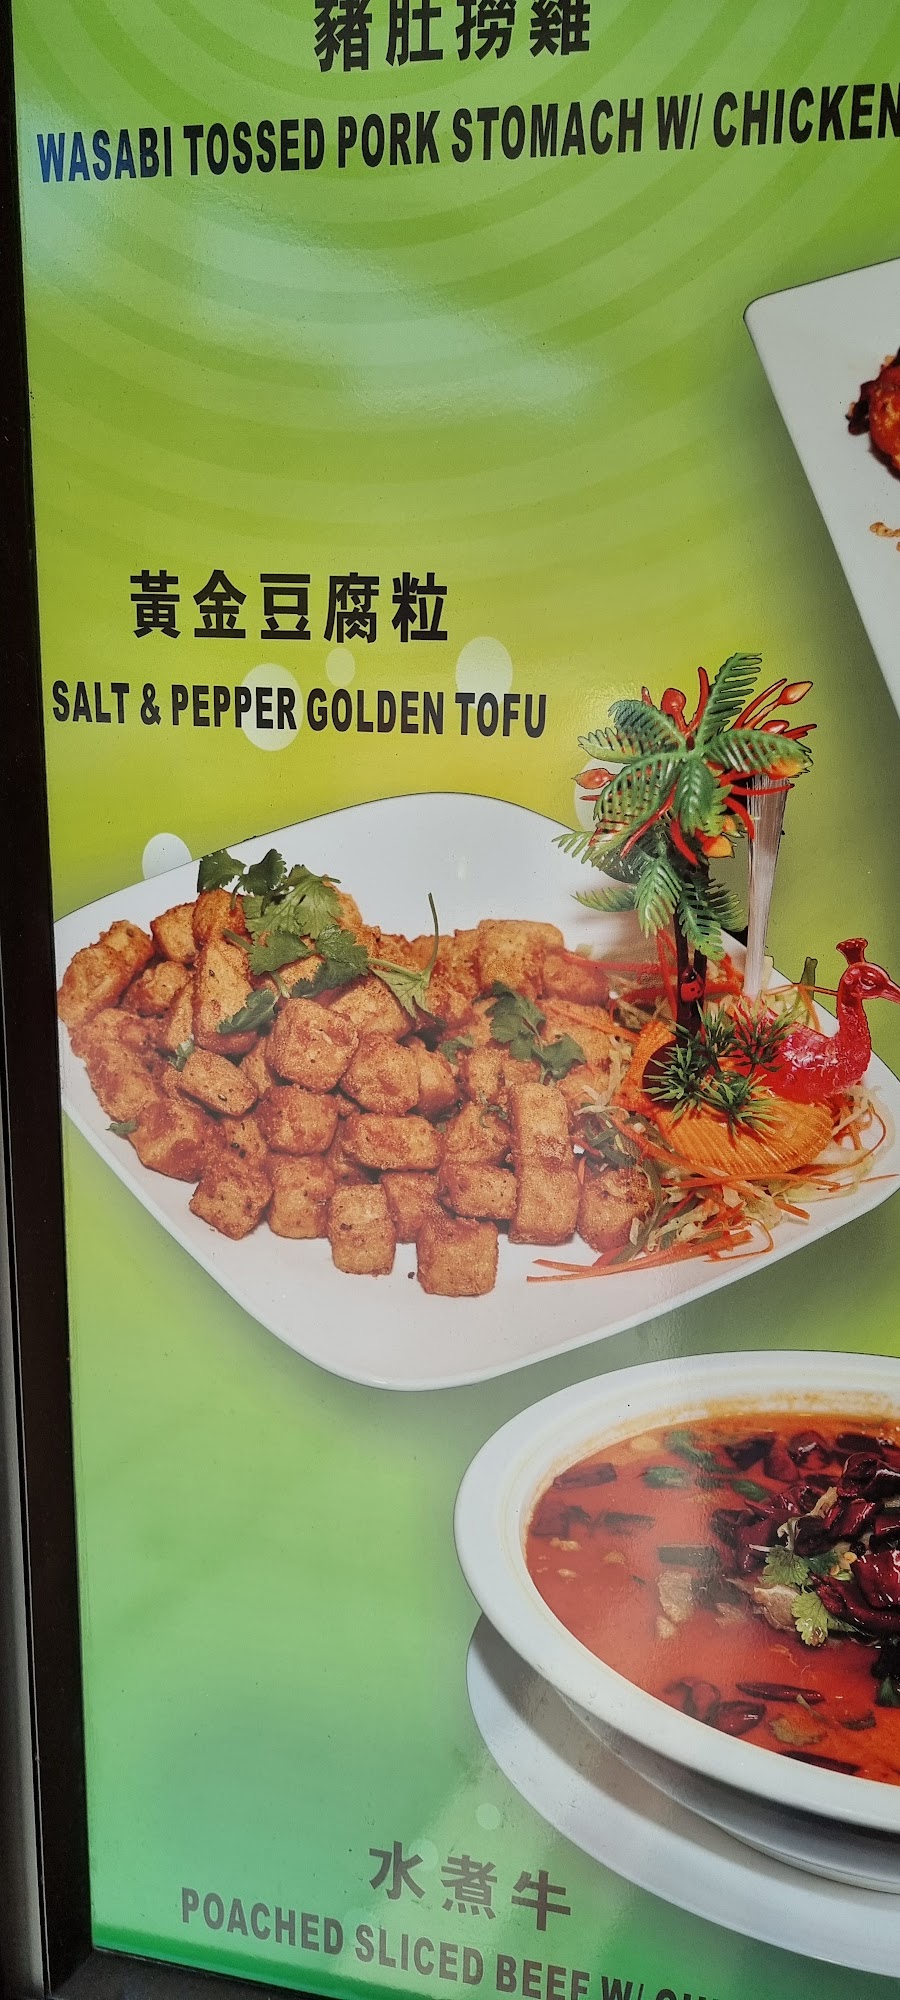 豬肚撈雞
WASABI TOSSED PORK STOMACH W/ CHICKEN
黃金豆腐粒
SALT & PEPPER GOLDEN TOFU
水煮牛
POACHED SLICED BEEF W/